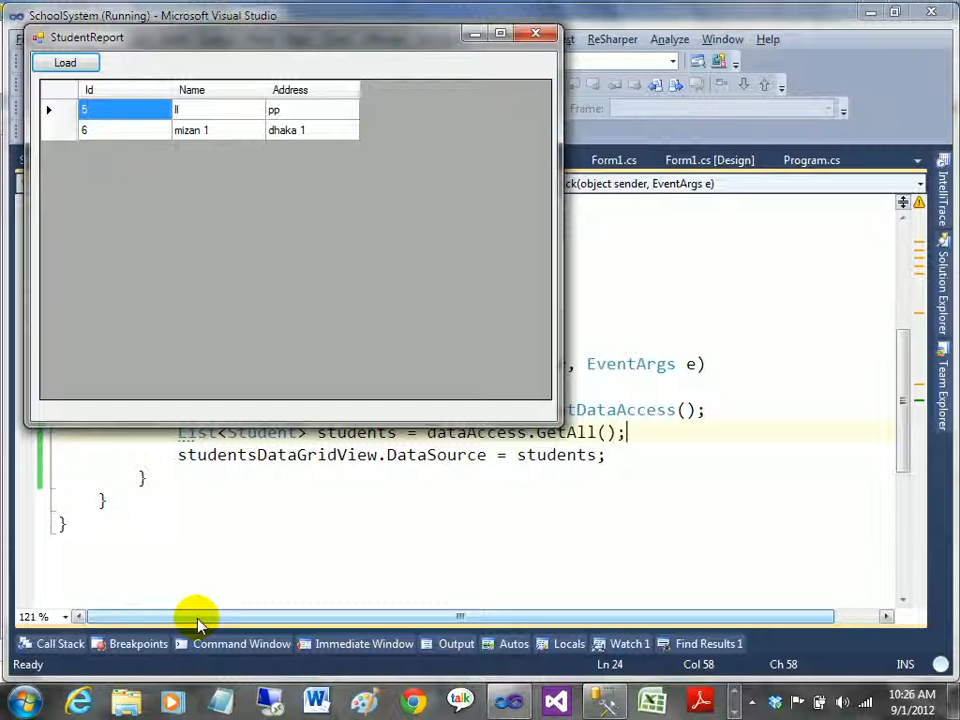 SchoolSystem (Running) - Microsoft Visual Studio
StudentReport
ReSharper Analyze Window Help
Load
Frame:
Id Name Address
5 ll pp
6 mizan 1 dhaka 1
Form1.cs Form1.cs [Design] Program.cs
ck(object sender, EventArgs e)
IntelliTrace
Solution Explorer
Team Explorer
, EventArgs e)
tDataAccess();
List<Student> students = dataAccess.GetAll();
studentsDataGridView.DataSource = students;
}
}
}
121 %
Call Stack Breakpoints Command Window Immediate Window Output Autos Locals Watch 1 Find Results 1
Ready Ln 24 Col 58 Ch 58 INS
talk
10:26 AM
9/1/2012